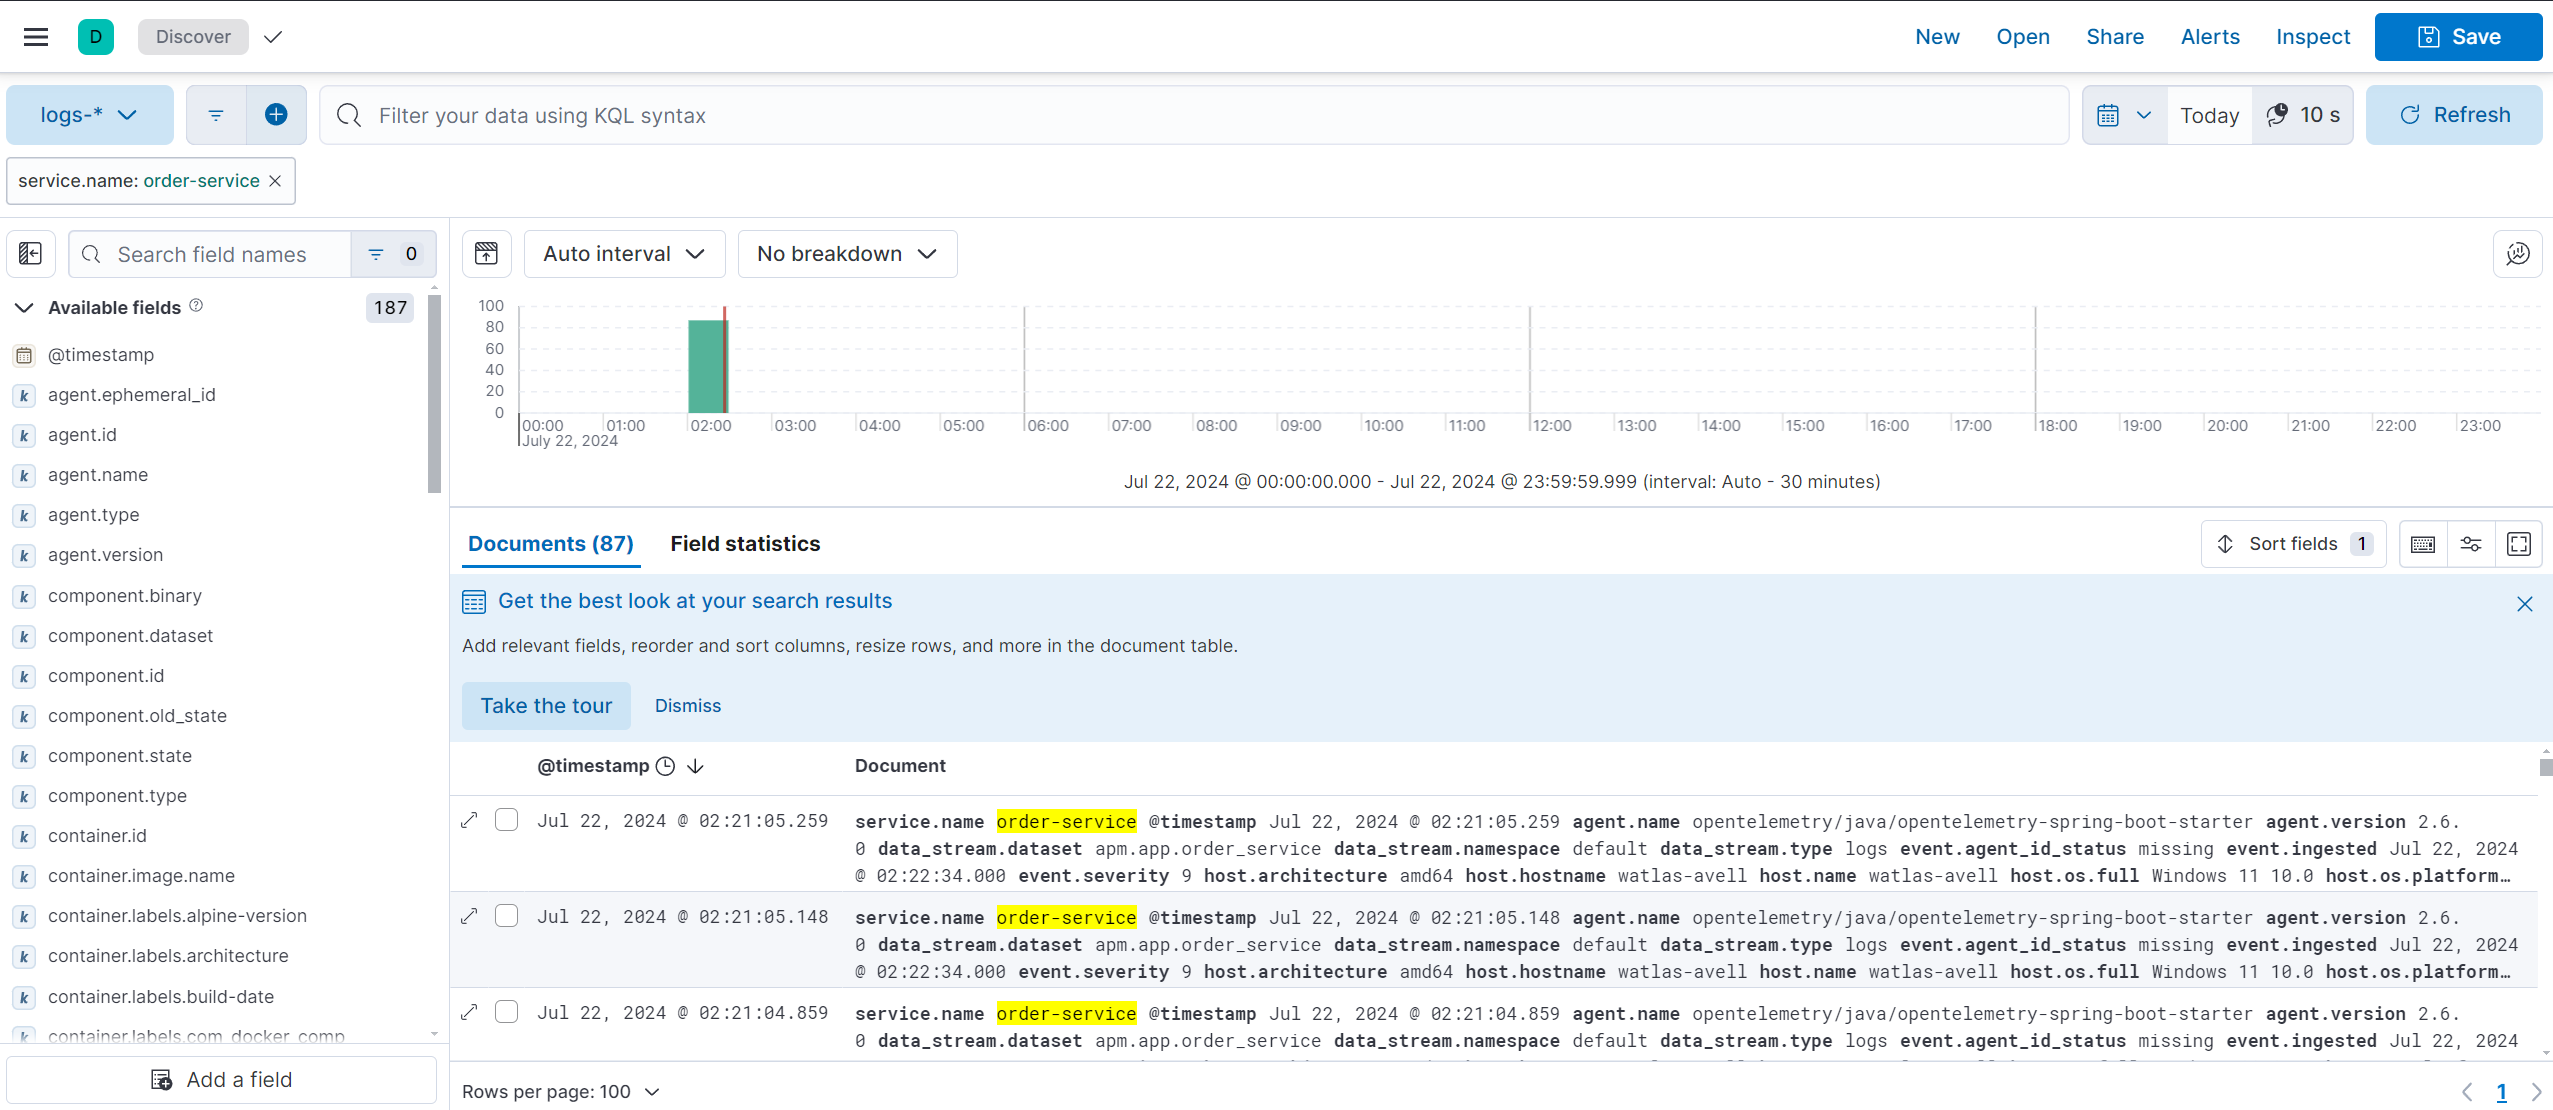 D Discover New Open Share Alerts Inspect Save
logs-* Filter your data using KQL syntax Today 10 s Refresh
service.name: order-service
Search field names 0
Available fields 187
@timestamp
agent.ephemeral_id
agent.id
agent.name
agent.type
agent.version
component.binary
component.dataset
component.id
component.old_state
component.state
component.type
container.id
container.image.name
container.labels.alpine-version
container.labels.architecture
container.labels.build-date
container.labels.com_docker_comp
Add a field
Auto interval No breakdown
100
80
60
40
20
0
00:00 01:00 02:00 03:00 04:00 05:00 06:00 07:00 08:00 09:00 10:00 11:00 12:00 13:00 14:00 15:00 16:00 17:00 18:00 19:00 20:00 21:00 22:00 23:00
July 22, 2024
Jul 22, 2024 @ 00:00:00.000 - Jul 22, 2024 @ 23:59:59.999 (interval: Auto - 30 minutes)
Documents (87) Field statistics Sort fields 1
Get the best look at your search results
Add relevant fields, reorder and sort columns, resize rows, and more in the document table.
Take the tour Dismiss
@timestamp Document
Jul 22, 2024 @ 02:21:05.259 service.name order-service @timestamp Jul 22, 2024 @ 02:21:05.259 agent.name opentelemetry/java/opentelemetry-spring-boot-starter agent.version 2.6.
0 data_stream.dataset apm.app.order_service data_stream.namespace default data_stream.type logs event.agent_id_status missing event.ingested Jul 22, 2024
@ 02:22:34.000 event.severity 9 host.architecture amd64 host.hostname watlas-avell host.name watlas-avell host.os.full Windows 11 10.0 host.os.platform…
Jul 22, 2024 @ 02:21:05.148 service.name order-service @timestamp Jul 22, 2024 @ 02:21:05.148 agent.name opentelemetry/java/opentelemetry-spring-boot-starter agent.version 2.6.
0 data_stream.dataset apm.app.order_service data_stream.namespace default data_stream.type logs event.agent_id_status missing event.ingested Jul 22, 2024
@ 02:22:34.000 event.severity 9 host.architecture amd64 host.hostname watlas-avell host.name watlas-avell host.os.full Windows 11 10.0 host.os.platform…
Jul 22, 2024 @ 02:21:04.859 service.name order-service @timestamp Jul 22, 2024 @ 02:21:04.859 agent.name opentelemetry/java/opentelemetry-spring-boot-starter agent.version 2.6.
0 data_stream.dataset apm.app.order_service data_stream.namespace default data_stream.type logs event.agent_id_status missing event.ingested Jul 22, 2024
Rows per page: 100 1